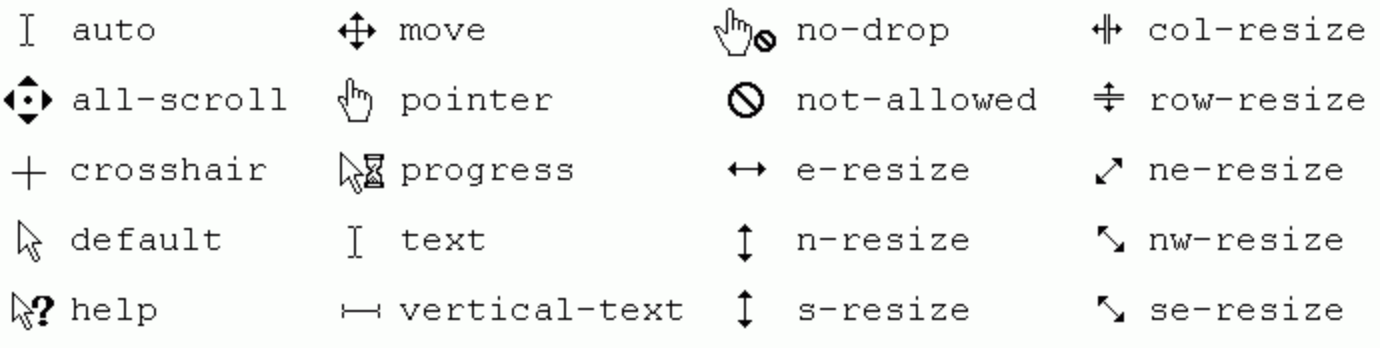 auto move no-drop col-resize
all-scroll pointer not-allowed row-resize
crosshair progress e-resize ne-resize
default text n-resize nw-resize
help vertical-text s-resize se-resize